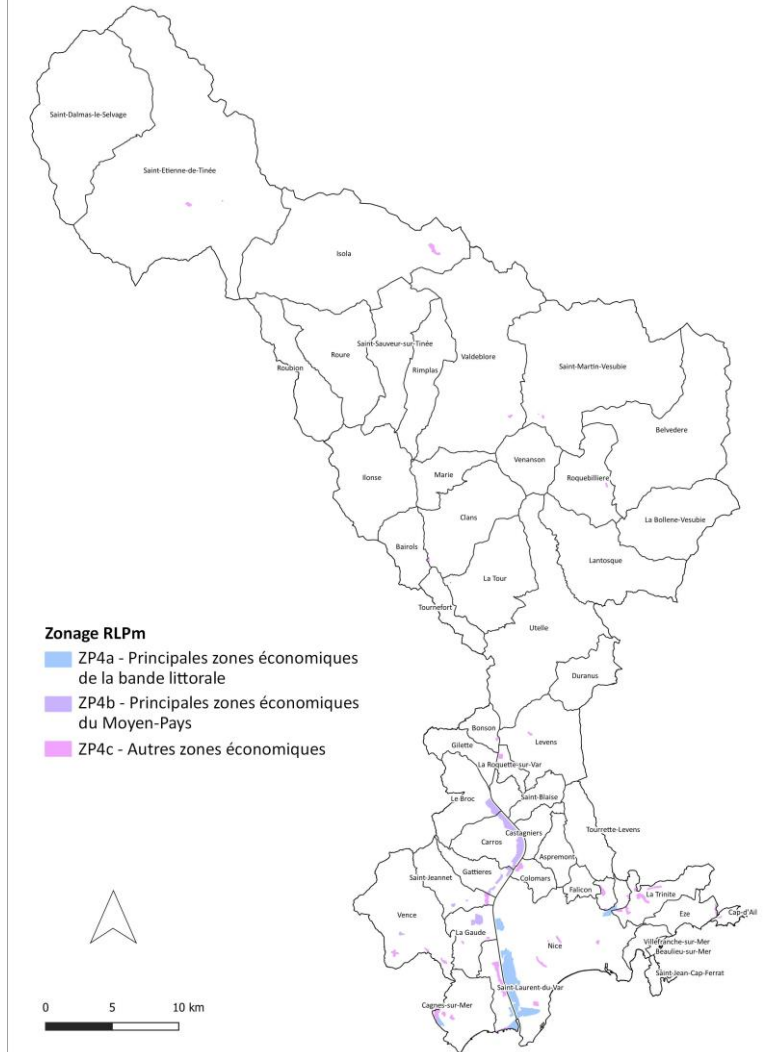 Saint-Dalmas-le-Selvage
Saint-Etienne-de-Tinée
Isola
Saint-Sauveur-sur-Tinée
Roubion
Roure
Rimplas
Valdeblore
Saint-Martin-Vesubie
Belvedere
Ilonse
Marie
Venanson
Roquebilliere
Clans
La Bollene-Vesubie
Bairols
Lantosque
La Tour
Tournefort
Utelle
Duranus
Zonage RLPm
ZP4a - Principales zones économiques
de la bande littorale
ZP4b - Principales zones économiques
du Moyen-Pays
ZP4c - Autres zones économiques
Bonson
Gilette
Levens
La Roquette-sur-Var
Le Broc
Saint-Blaise
Castagniers
Tourrette-Levens
Carros
Aspremont
Saint-Jeannet
Gattieres
Colomars
Falicon
La Trinite
Vence
Eze
Cap-d'Ail
La Gaude
Nice
Villefranche-sur-Mer
Beaulieu-sur-Mer
Saint-Jean-Cap-Ferrat
Saint-Laurent-du-Var
Cagnes-sur-Mer
0 5 10 km